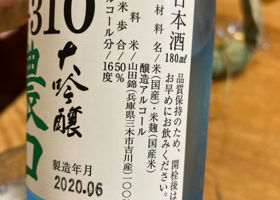 日本酒
180ml
品質保持のため、開栓後は
お早めにお飲みください。
原材料名/米(国産)・米麹(国産米)
醸造アルコール
原料米/山田錦(兵庫県三木市吉川産)一〇〇
精米歩合/50%
アルコール分/16度
310
大吟醸
製造年月
2020.06